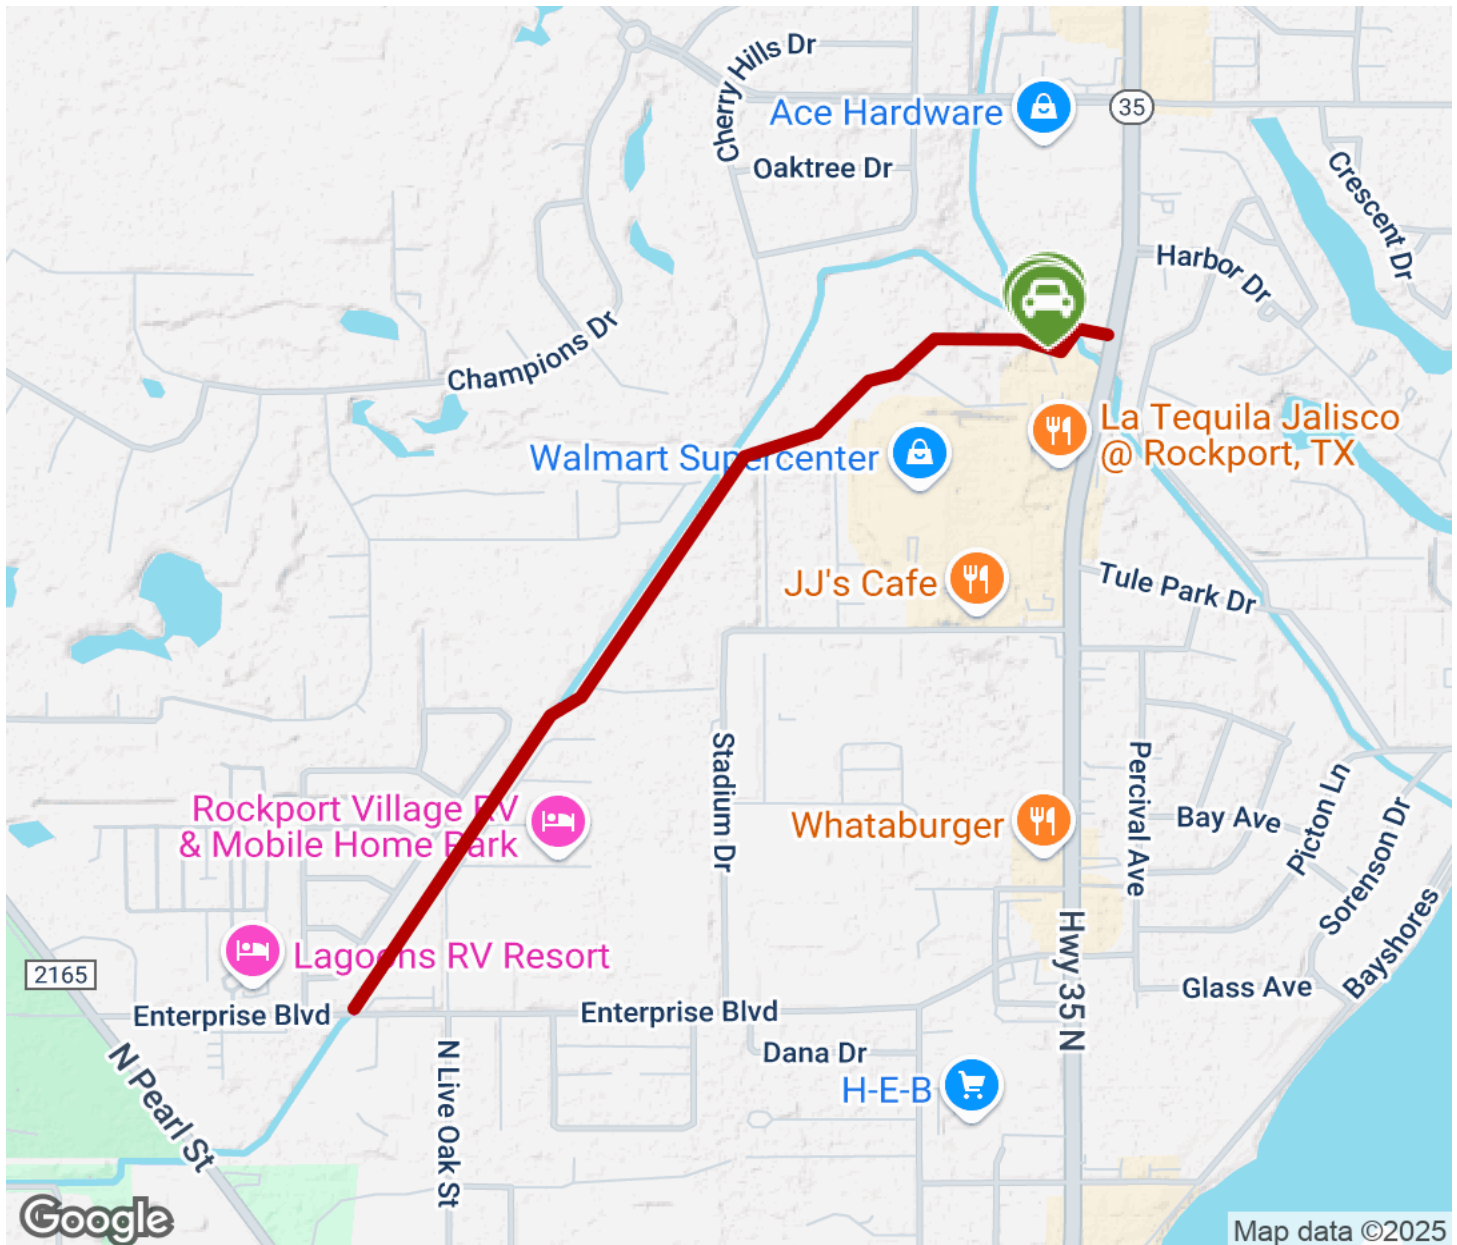 Cherry Hills Dr
Ace Hardware
35
Oaktree Dr
Crescent Dr
Harbor Dr
Champions Dr
La Tequila Jalisco
@ Rockport, TX
Walmart Supercenter
JJ's Cafe
Tule Park Dr
Stadium Dr
Percival Ave
Picton Ln
Rockport Village RV
& Mobile Home Park
Whataburger
Bay Ave
Sorenson Dr
Bayshores
Hwy 35 N
Lagoons RV Resort
2165
Glass Ave
Enterprise Blvd
Enterprise Blvd
N Pearl St
N Live Oak St
Dana Dr
H-E-B
Google
Map data ©2025